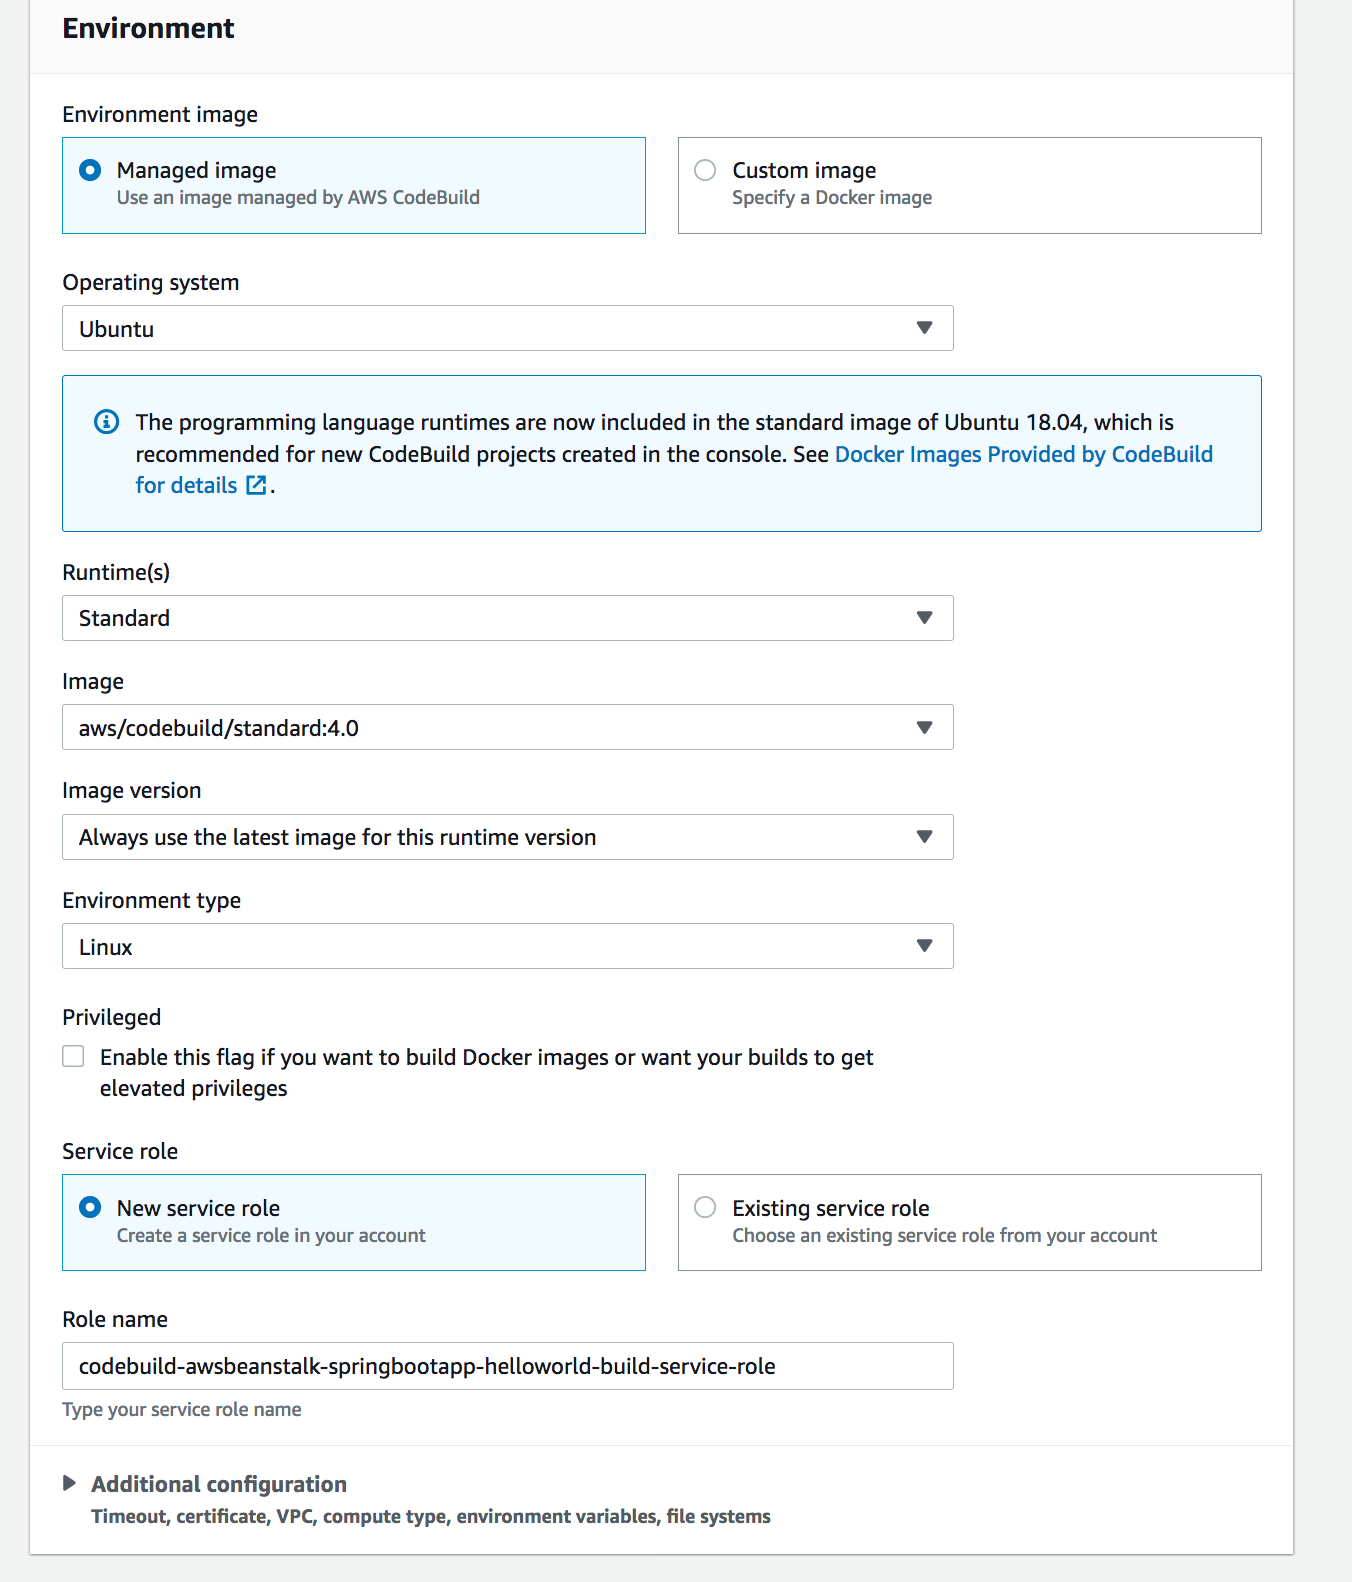 Environment
Environment image
Managed image
Use an image managed by AWS CodeBuild
Custom image
Specify a Docker image
Operating system
Ubuntu
The programming language runtimes are now included in the standard image of Ubuntu 18.04, which is
recommended for new CodeBuild projects created in the console. See Docker Images Provided by CodeBuild
for details.
Runtime(s)
Standard
Image
aws/codebuild/standard:4.0
Image version
Always use the latest image for this runtime version
Environment type
Linux
Privileged
Enable this flag if you want to build Docker images or want your builds to get
elevated privileges
Service role
New service role
Create a service role in your account
Existing service role
Choose an existing service role from your account
Role name
codebuild-awsbeanstalk-springbootapp-helloworld-build-service-role
Type your service role name
Additional configuration
Timeout, certificate, VPC, compute type, environment variables, file systems